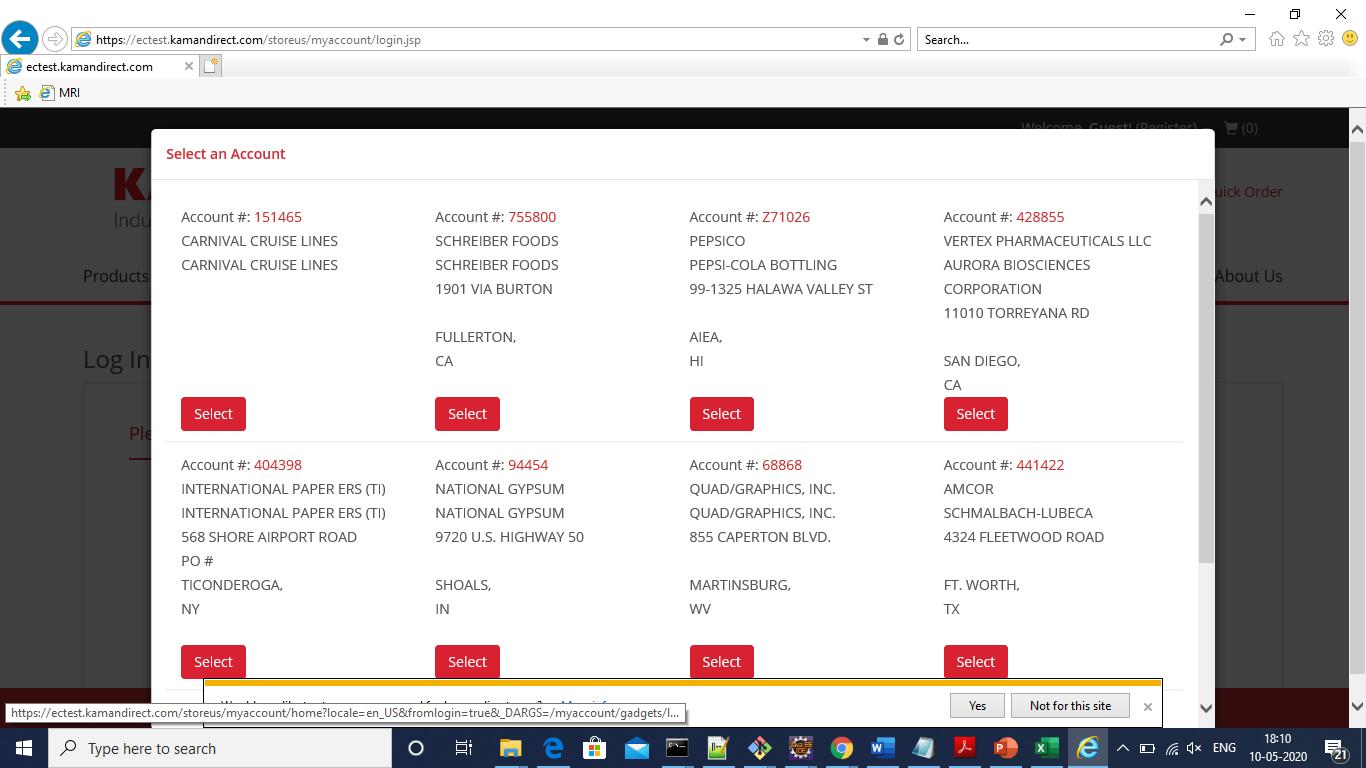 https://ectest.kamandirect.com/storeus/myaccount/login.jsp
Search...
ectest.kamandirect.com
MRI
Welcome, Guest! (Register)
(0)
Select an Account
Quick Order
Indu
Products
About Us
Log In
Account #: 151465
CARNIVAL CRUISE LINES
CARNIVAL CRUISE LINES
Select
Account #: 755800
SCHREIBER FOODS
SCHREIBER FOODS
1901 VIA BURTON
FULLERTON,
CA
Select
Account #: Z71026
PEPSICO
PEPSI-COLA BOTTLING
99-1325 HALAWA VALLEY ST
AIEA,
HI
Select
Account #: 428855
VERTEX PHARMACEUTICALS LLC
AURORA BIOSCIENCES
CORPORATION
11010 TORREYANA RD
SAN DIEGO,
CA
Select
Account #: 404398
INTERNATIONAL PAPER ERS (TI)
INTERNATIONAL PAPER ERS (TI)
568 SHORE AIRPORT ROAD
PO #
TICONDEROGA,
NY
Select
Account #: 94454
NATIONAL GYPSUM
NATIONAL GYPSUM
9720 U.S. HIGHWAY 50
SHOALS,
IN
Select
Account #: 68868
QUAD/GRAPHICS, INC.
QUAD/GRAPHICS, INC.
855 CAPERTON BLVD.
MARTINSBURG,
WV
Select
Account #: 441422
AMCOR
SCHMALBACH-LUBECA
4324 FLEETWOOD ROAD
FT. WORTH,
TX
Select
Yes
Not for this site
https://ectest.kamandirect.com/storeus/myaccount/home?locale=en_US&fromlogin=true&_DARGS=/myaccount/gadgets/l...
Type here to search
ENG
18:10
10-05-2020
21